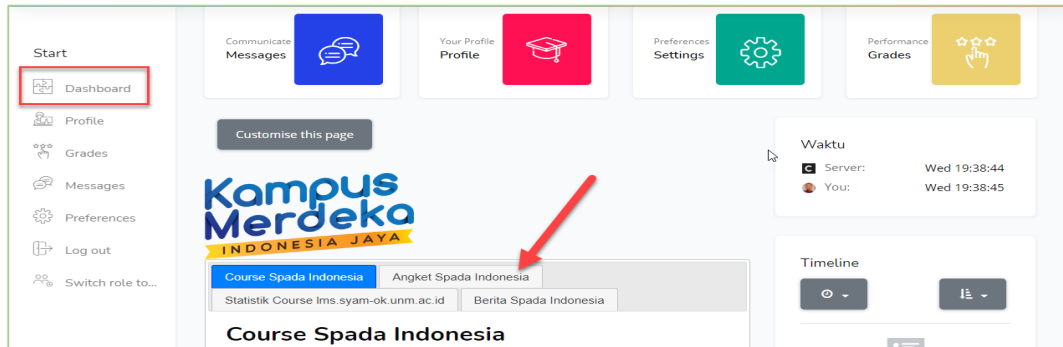 Start
Dashboard
Profile
Grades
Messages
Preferences
Log out
Switch role to...
Communicate
Messages
Your Profile
Profile
Preferences
Settings
Performance
Grades
Customise this page
Kampus
Merdeka
INDONESIA JAYA
Course Spada Indonesia
Angket Spada Indonesia
Statistik Course lms.syam-ok.unm.ac.id
Berita Spada Indonesia
Course Spada Indonesia
Waktu
C Server: Wed 19:38:44
You: Wed 19:38:45
Timeline